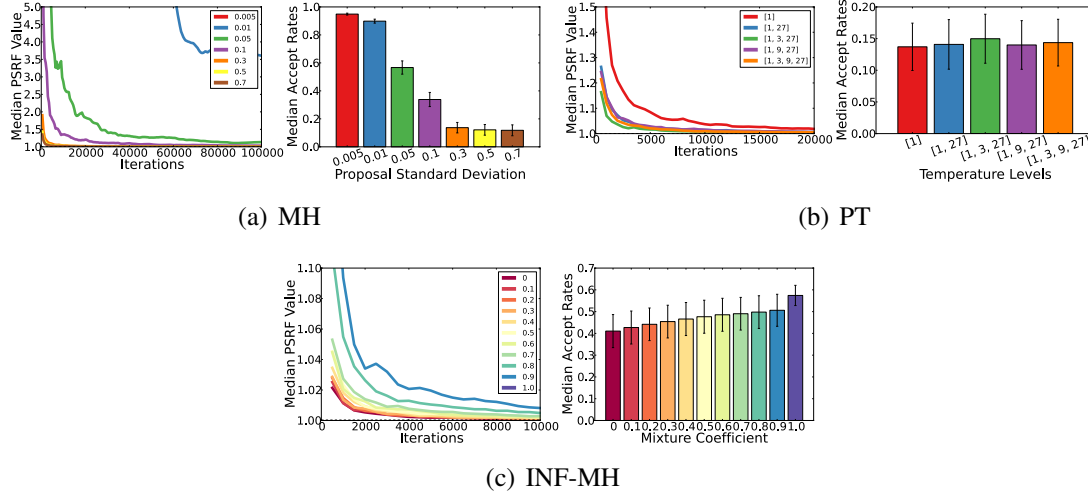 Median PSRF Value
5.0
4.5
4.0
3.5
3.0
2.5
2.0
1.5
1.0
0.005
0.01
0.05
0.1
0.3
0.5
0.7
0 20000 40000 60000 80000 100000
Iterations
Median Accept Rates
1.0
0.8
0.6
0.4
0.2
0.0
0.005 0.01 0.05 0.1 0.3 0.5 0.7
Proposal Standard Deviation
(a) MH
Median PSRF Value
1.5
1.4
1.3
1.2
1.1
1.0
[1]
[1, 27]
[1, 3, 27]
[1, 9, 27]
[1, 3, 9, 27]
0 5000 10000 15000 20000
Iterations
Median Accept Rates
0.20
0.15
0.10
0.05
0.00
[1] [1, 27] [1, 3, 27] [1, 9, 27] [1, 3, 9, 27]
Temperature Levels
(b) PT
Median PSRF Value
1.10
1.08
1.06
1.04
1.02
1.00
0
0.1
0.2
0.3
0.4
0.5
0.6
0.7
0.8
0.9
1.0
0 2000 4000 6000 8000 10000
Iterations
Median Accept Rates
0.7
0.6
0.5
0.4
0.3
0.2
0.1
0.0
0 0.1 0.2 0.3 0.4 0.5 0.6 0.7 0.8 0.9 1.0
Mixture Coefficient
(c) INF-MH